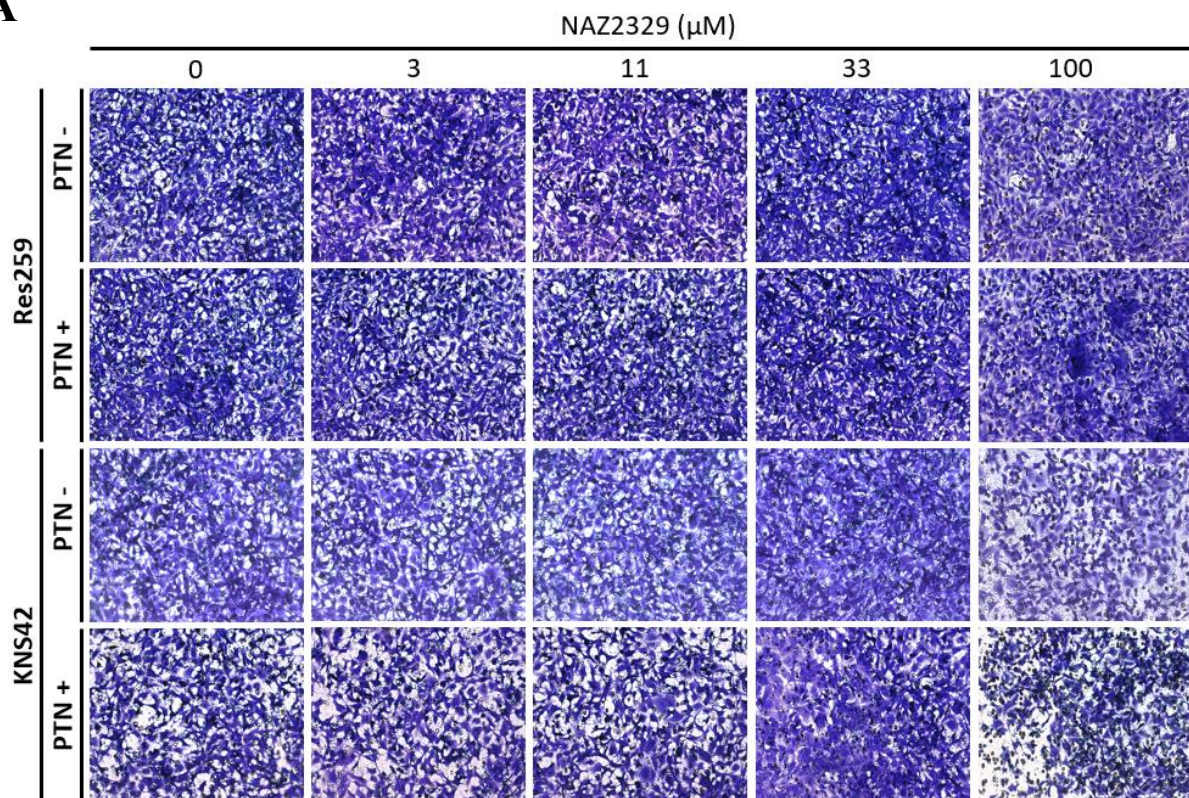 A
NAZ2329 (µM)
0 3 11 33 100
Res259
PTN -
PTN +
KNS42
PTN -
PTN +